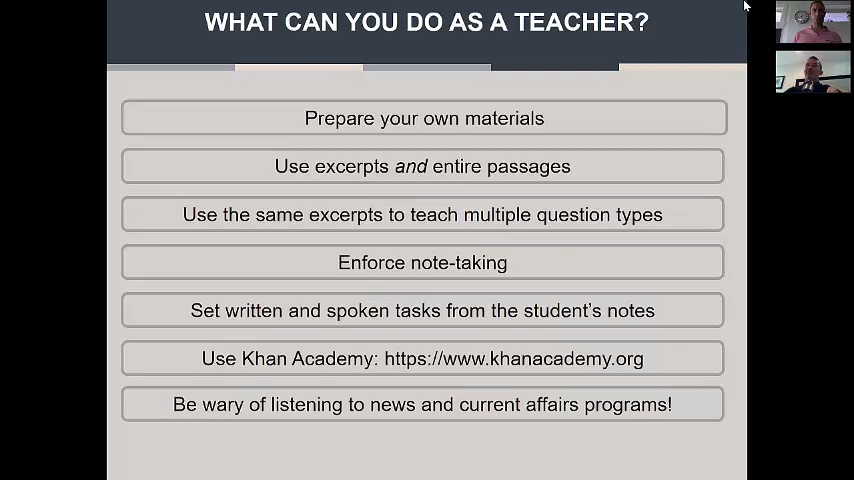 WHAT CAN YOU DO AS A TEACHER?
Prepare your own materials
Use excerpts and entire passages
Use the same excerpts to teach multiple question types
Enforce note-taking
Set written and spoken tasks from the student's notes
Use Khan Academy: https://www.khanacademy.org
Be wary of listening to news and current affairs programs!